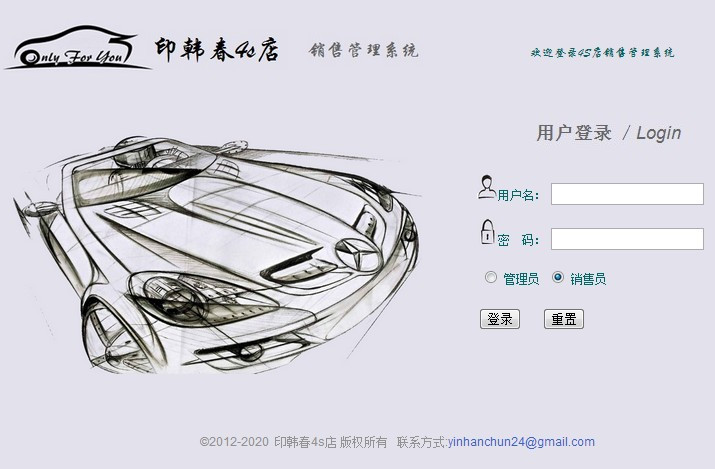 Only For You 印韩春4s店 销售管理系统 欢迎登录4S店销售管理系统
用户登录 / Login
用户名：
密 码：
管理员 销售员
登录 重置
©2012-2020 印韩春4s店 版权所有 联系方式:yinhanchun24@gmail.com